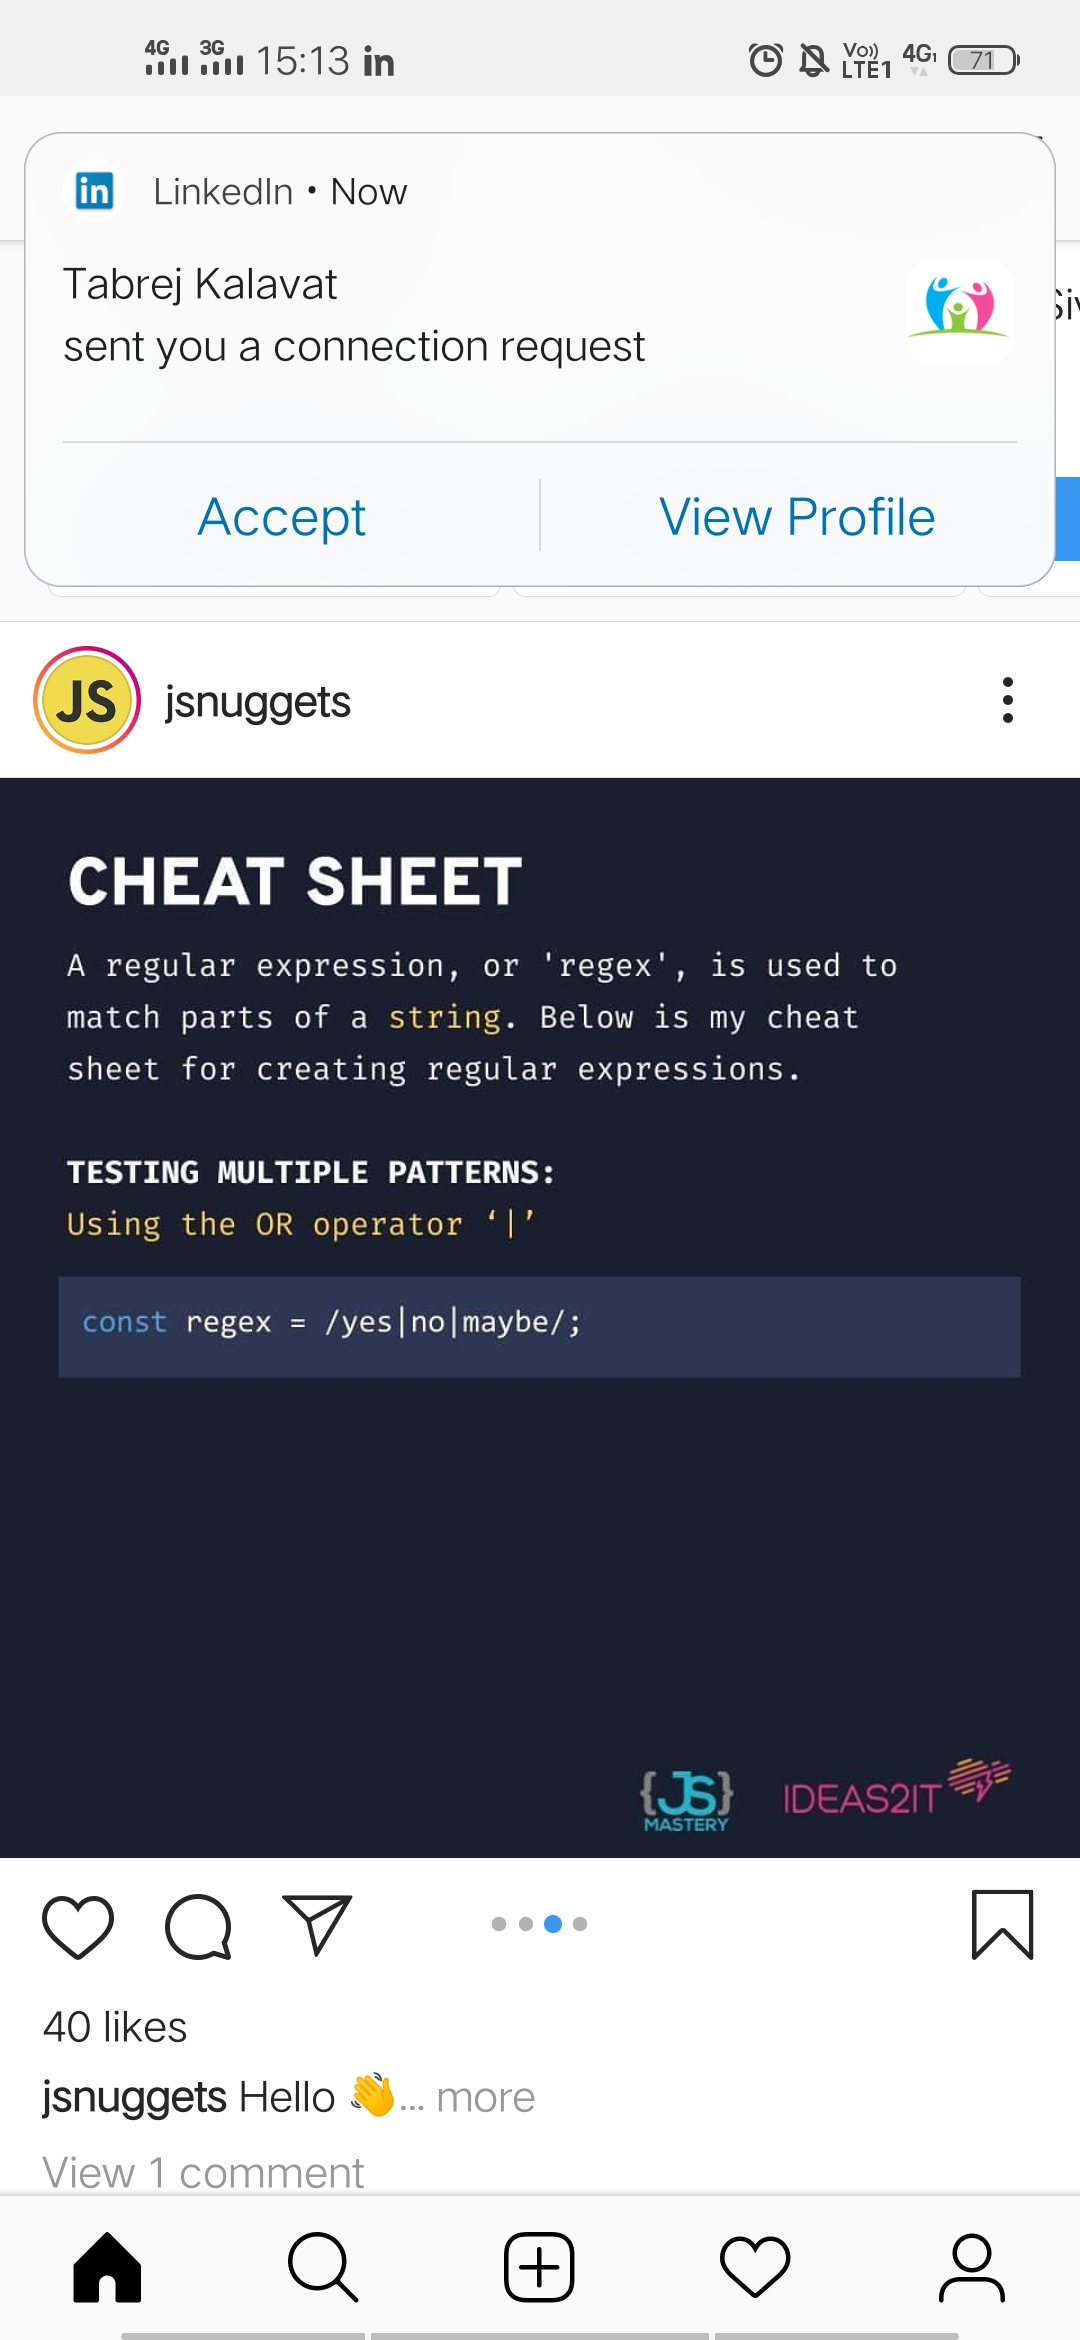 4G 3G 15:13 in Vo)) LTE1 4G1 71
in LinkedIn • Now
Tabrej Kalavat
sent you a connection request
Accept View Profile
JS jsnuggets
CHEAT SHEET
A regular expression, or 'regex', is used to
match parts of a string. Below is my cheat
sheet for creating regular expressions.
TESTING MULTIPLE PATTERNS:
Using the OR operator ‘|’
const regex = /yes|no|maybe/;
{JS} MASTERY IDEAS2IT
40 likes
jsnuggets Hello 👋... more
View 1 comment